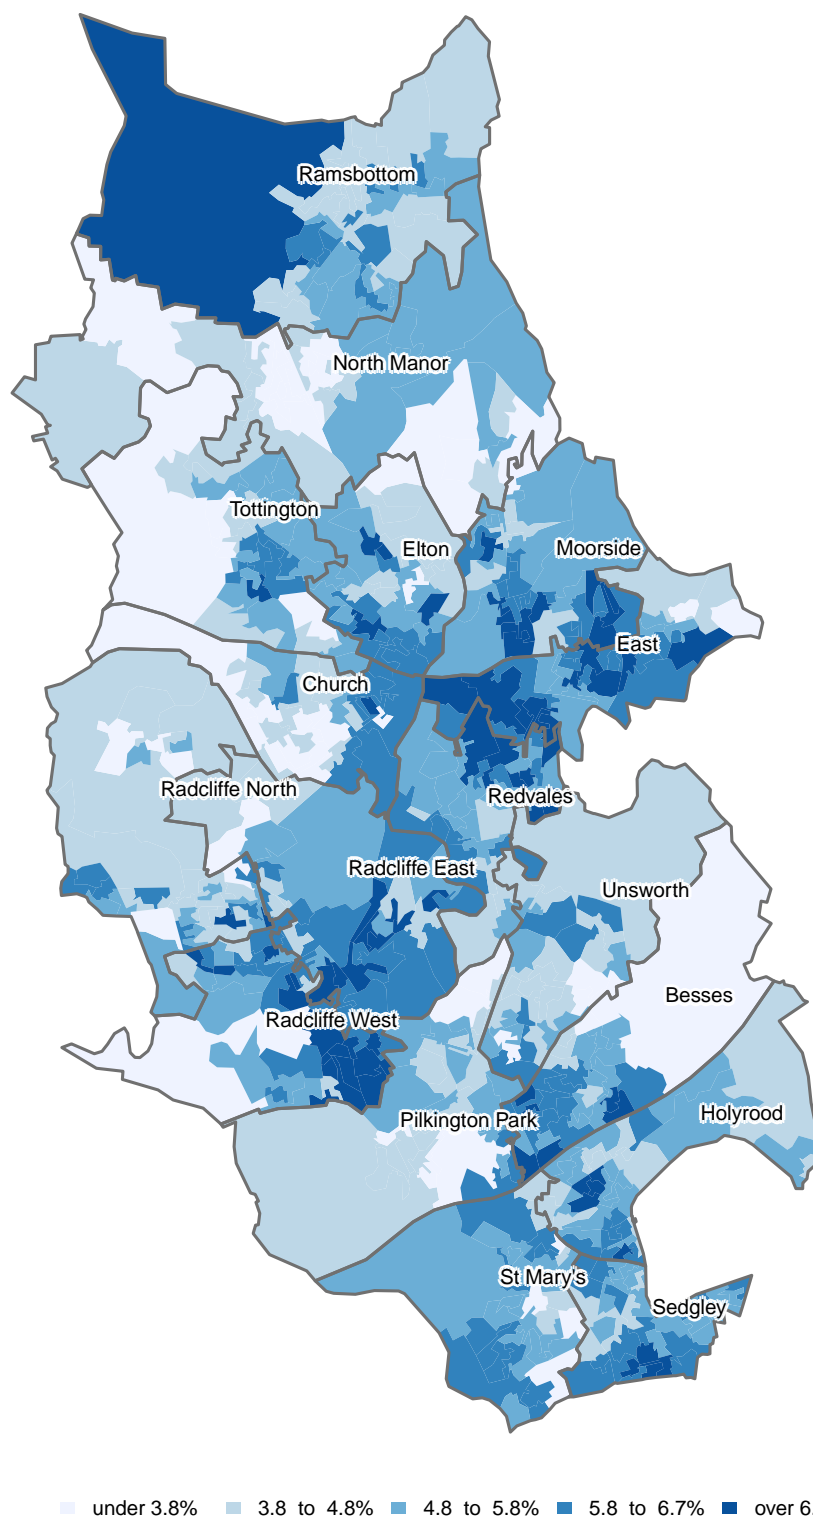 Ramsbottom
North Manor
Tottington
Elton
Moorside
East
Church
Radcliffe North
Redvales
Radcliffe East
Unsworth
Besses
Radcliffe West
Holyrood
Pilkington Park
St Mary's
Sedgley
under 3.8% 3.8 to 4.8% 4.8 to 5.8% 5.8 to 6.7% over 6.